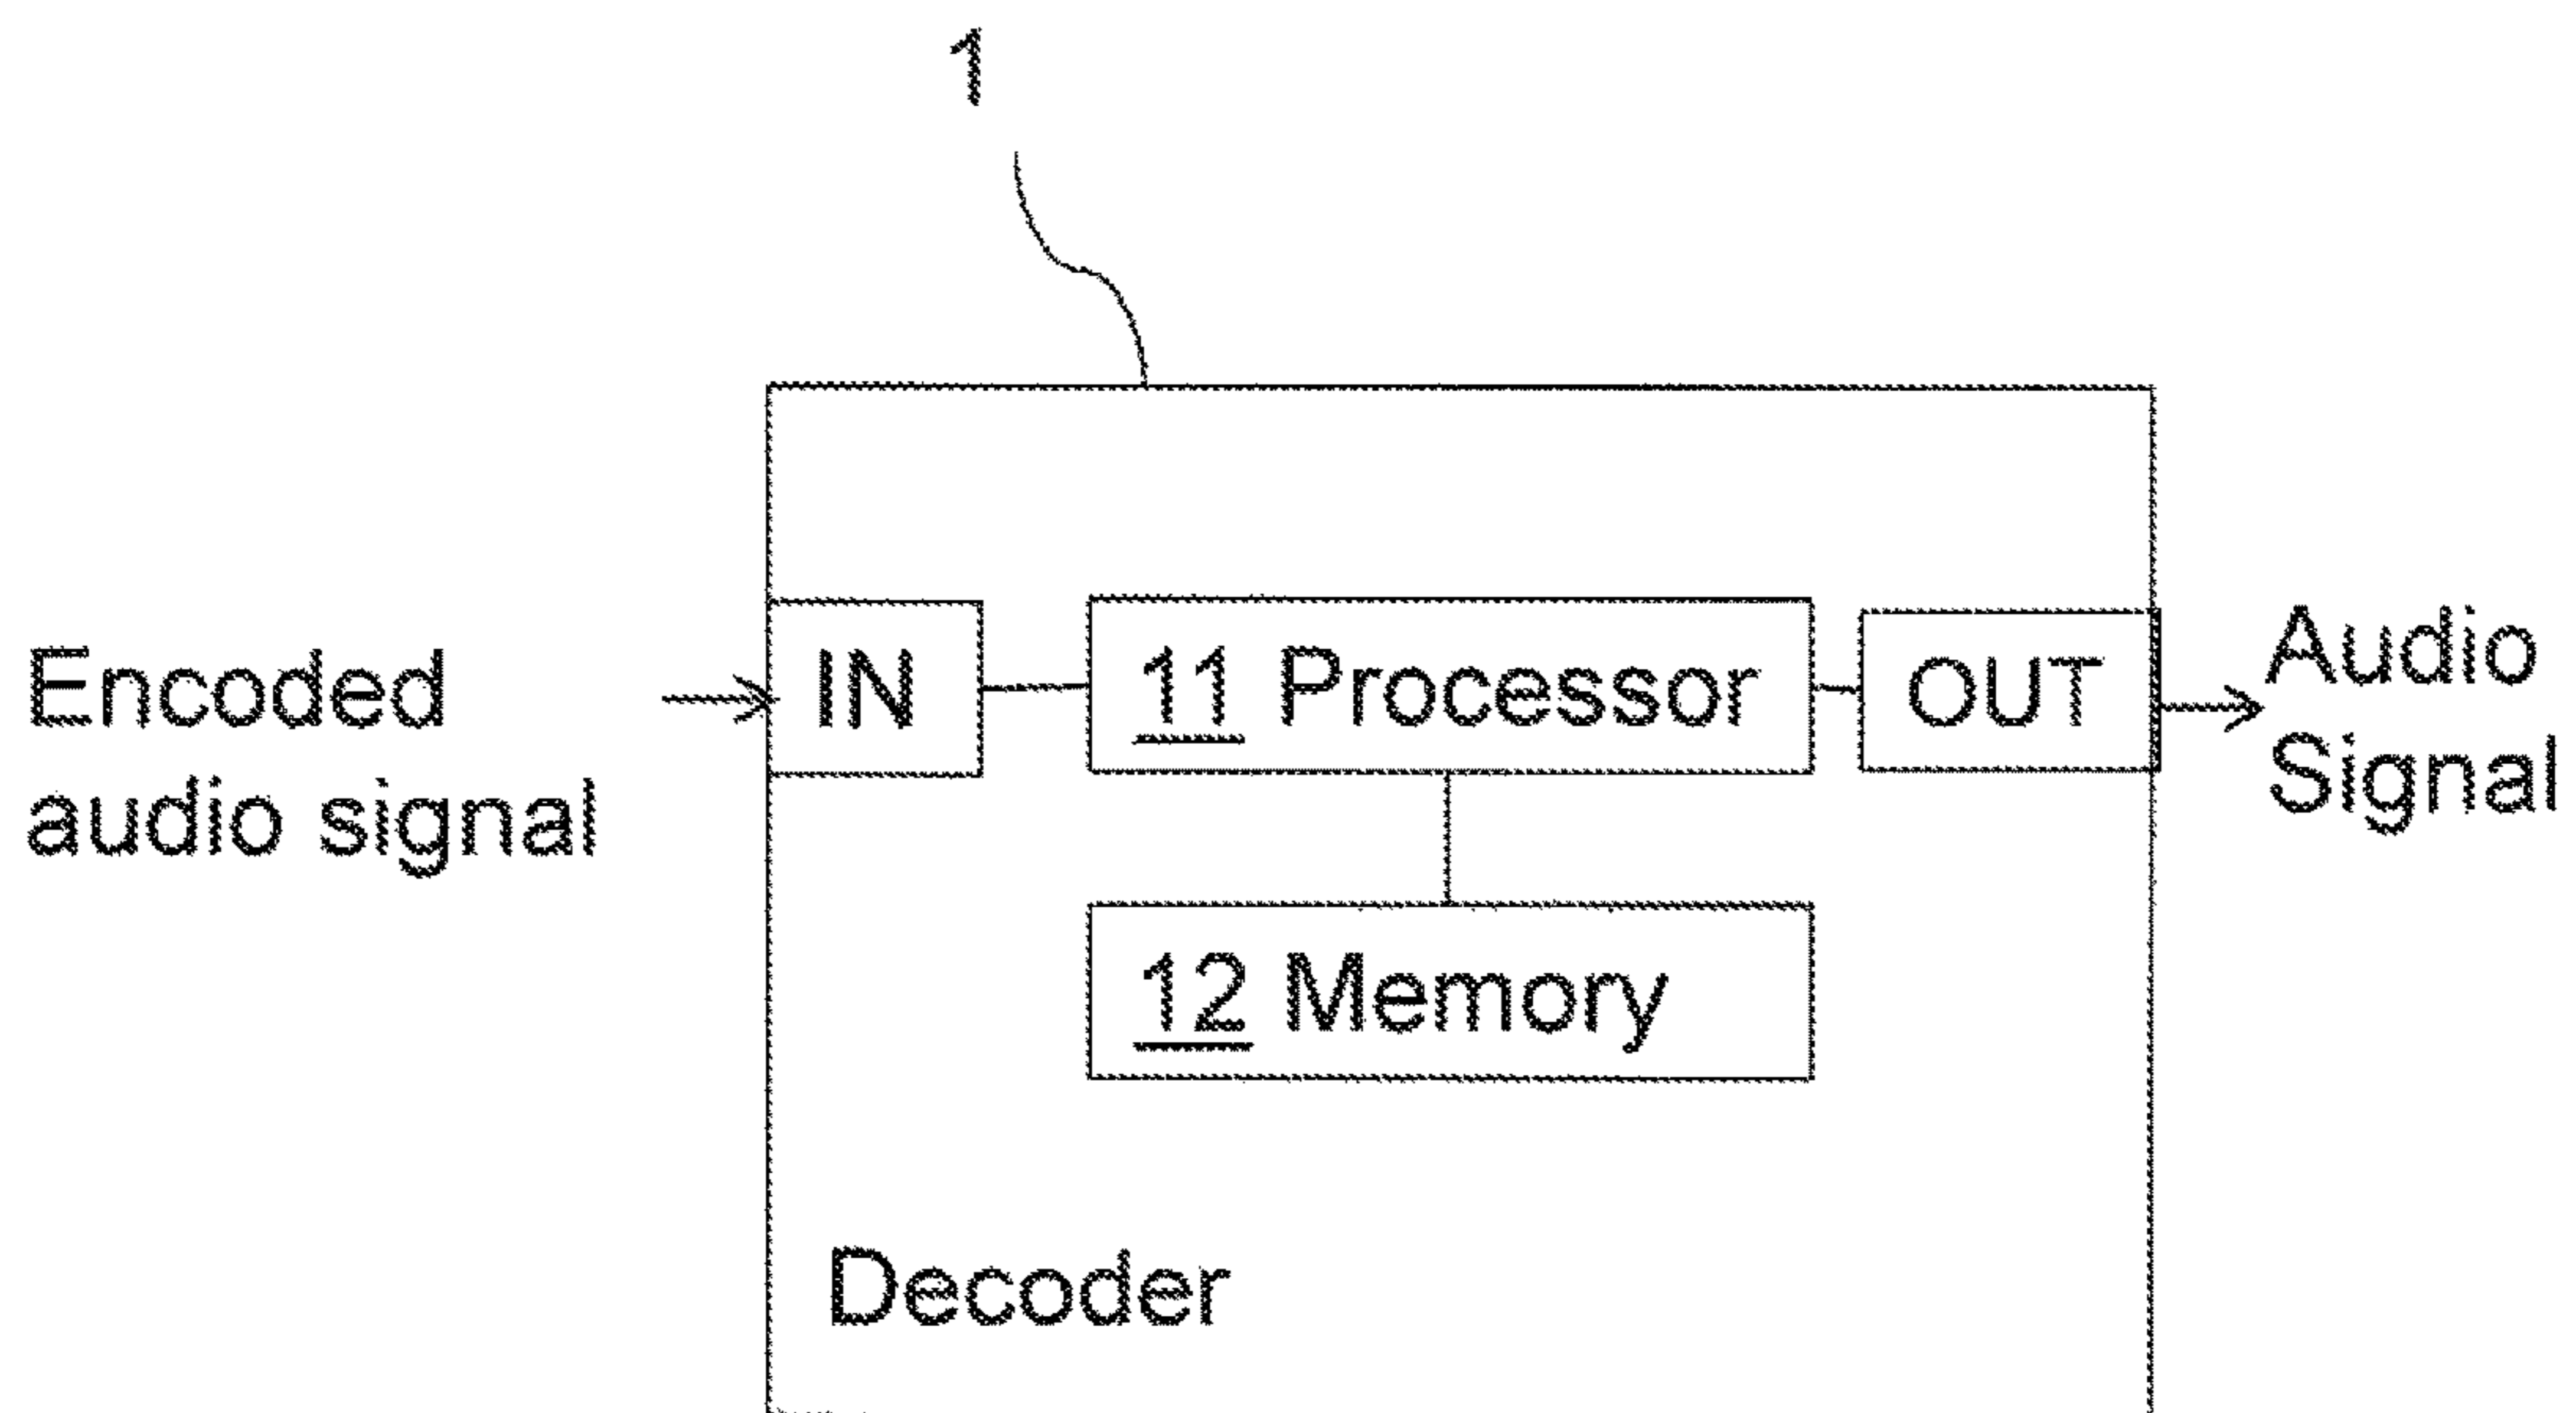 1
Encoded
audio signal
IN
11 Processor
OUT
Audio
Signal
12 Memory
Decoder